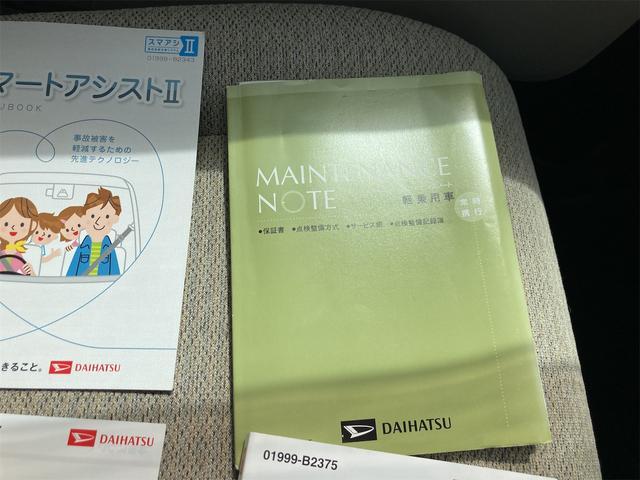 スマアシ II
01999-B2343
マートアシストII
BOOK
事故被害を
軽減するための
先進テクノロジー
きること。
DAIHATSU
DAIHATSU
MAINTENANCE
NOTE
軽乗用車
常時
携行
●保証書 ●点検整備方式 ●サービス網 ●点検整備記録簿
DAIHATSU
01999-B2375